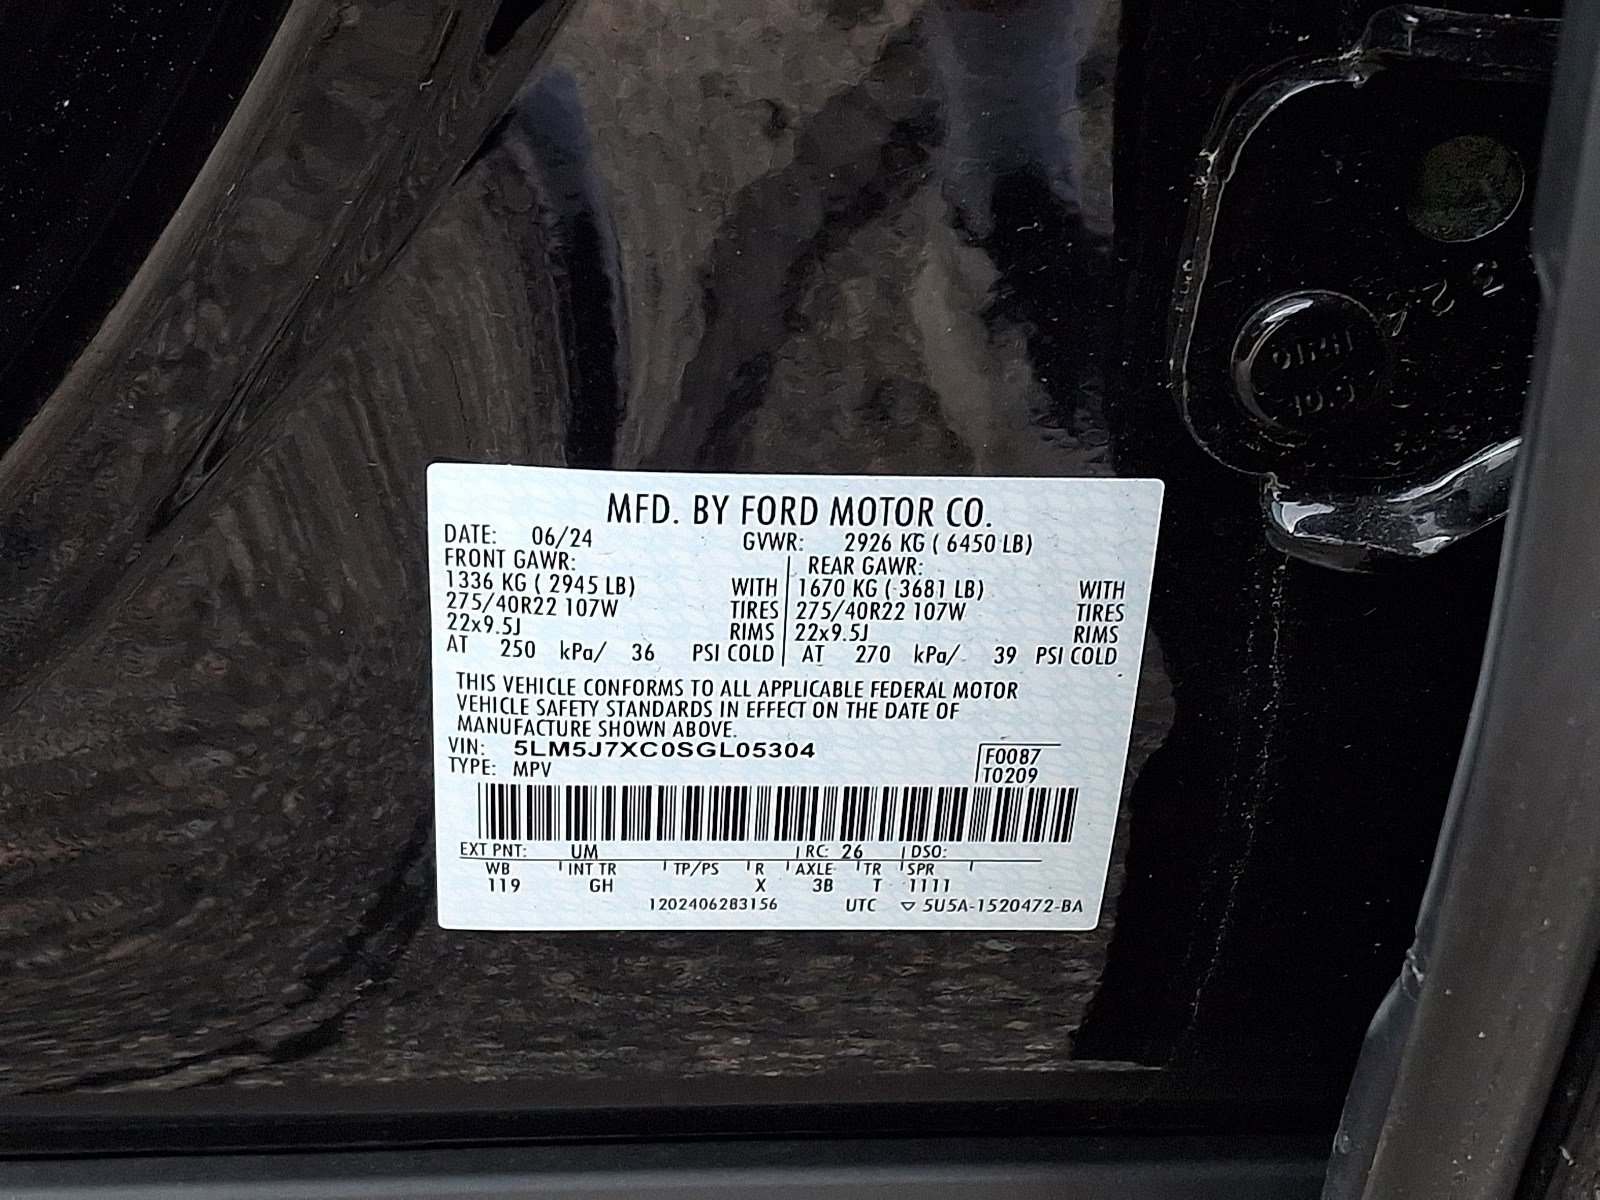 MFD. BY FORD MOTOR CO.
DATE: 06/24 GVWR: 2926 KG ( 6450 LB)
FRONT GAWR: REAR GAWR:
1336 KG ( 2945 LB) WITH 1670 KG ( 3681 LB) WITH
275/40R22 107W TIRES 275/40R22 107W TIRES
22x9.5J RIMS 22x9.5J RIMS
AT 250 kPa/ 36 PSI COLD AT 270 kPa/ 39 PSI COLD
THIS VEHICLE CONFORMS TO ALL APPLICABLE FEDERAL MOTOR
VEHICLE SAFETY STANDARDS IN EFFECT ON THE DATE OF
MANUFACTURE SHOWN ABOVE.
VIN: 5LM5J7XC0SGL05304 F0087
TYPE: MPV T0209
EXT PNT: UM RC: 26 DSO:
WB INT TR TP/PS R AXLE TR SPR
119 GH X 3B T 1111
1202406283156 UTC ▽ 5U5A-1520472-BA